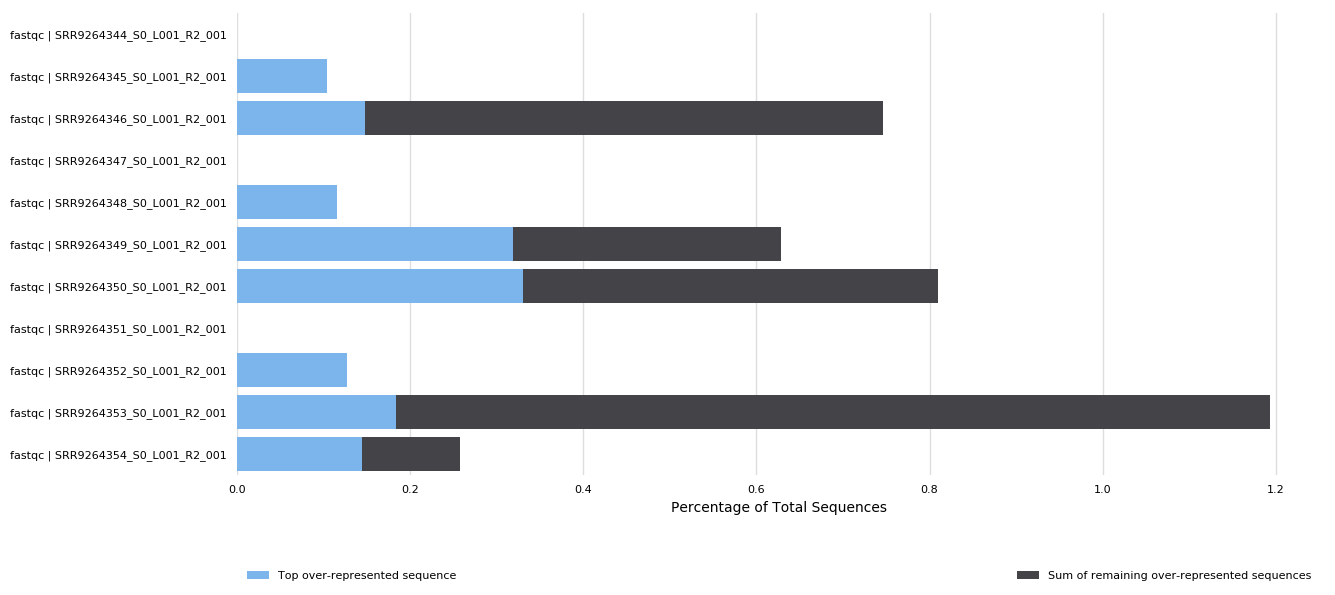 fastqc | SRR9264344_S0_L001_R2_001
fastqc | SRR9264345_S0_L001_R2_001
fastqc | SRR9264346_S0_L001_R2_001
fastqc | SRR9264347_S0_L001_R2_001
fastqc | SRR9264348_S0_L001_R2_001
fastqc | SRR9264349_S0_L001_R2_001
fastqc | SRR9264350_S0_L001_R2_001
fastqc | SRR9264351_S0_L001_R2_001
fastqc | SRR9264352_S0_L001_R2_001
fastqc | SRR9264353_S0_L001_R2_001
fastqc | SRR9264354_S0_L001_R2_001
0.0 0.2 0.4 0.6 0.8 1.0 1.2
Percentage of Total Sequences
Top over-represented sequence Sum of remaining over-represented sequences